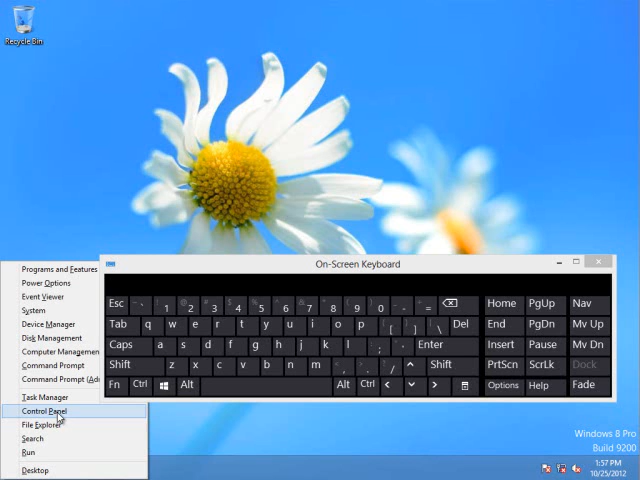 Recycle Bin
Programs and Features
Power Options
Event Viewer
System
Device Manager
Disk Management
Computer Managemen
Command Prompt
Command Prompt (Ad
Task Manager
Control Panel
File Explorer
Search
Run
Desktop
On-Screen Keyboard
Esc 1 2 3 4 5 6 7 8 9 0 - = Home PgUp Nav
Tab q w e r t y u i o p [ ] \ Del End PgDn Mv Up
Caps a s d f g h j k l ; ' Enter Insert Pause Mv Dn
Shift z x c v b n m , . / Shift PrtScn ScrLk Dock
Fn Ctrl Alt Alt Ctrl Options Help Fade
Windows 8 Pro
Build 9200
1:57 PM
10/25/2012